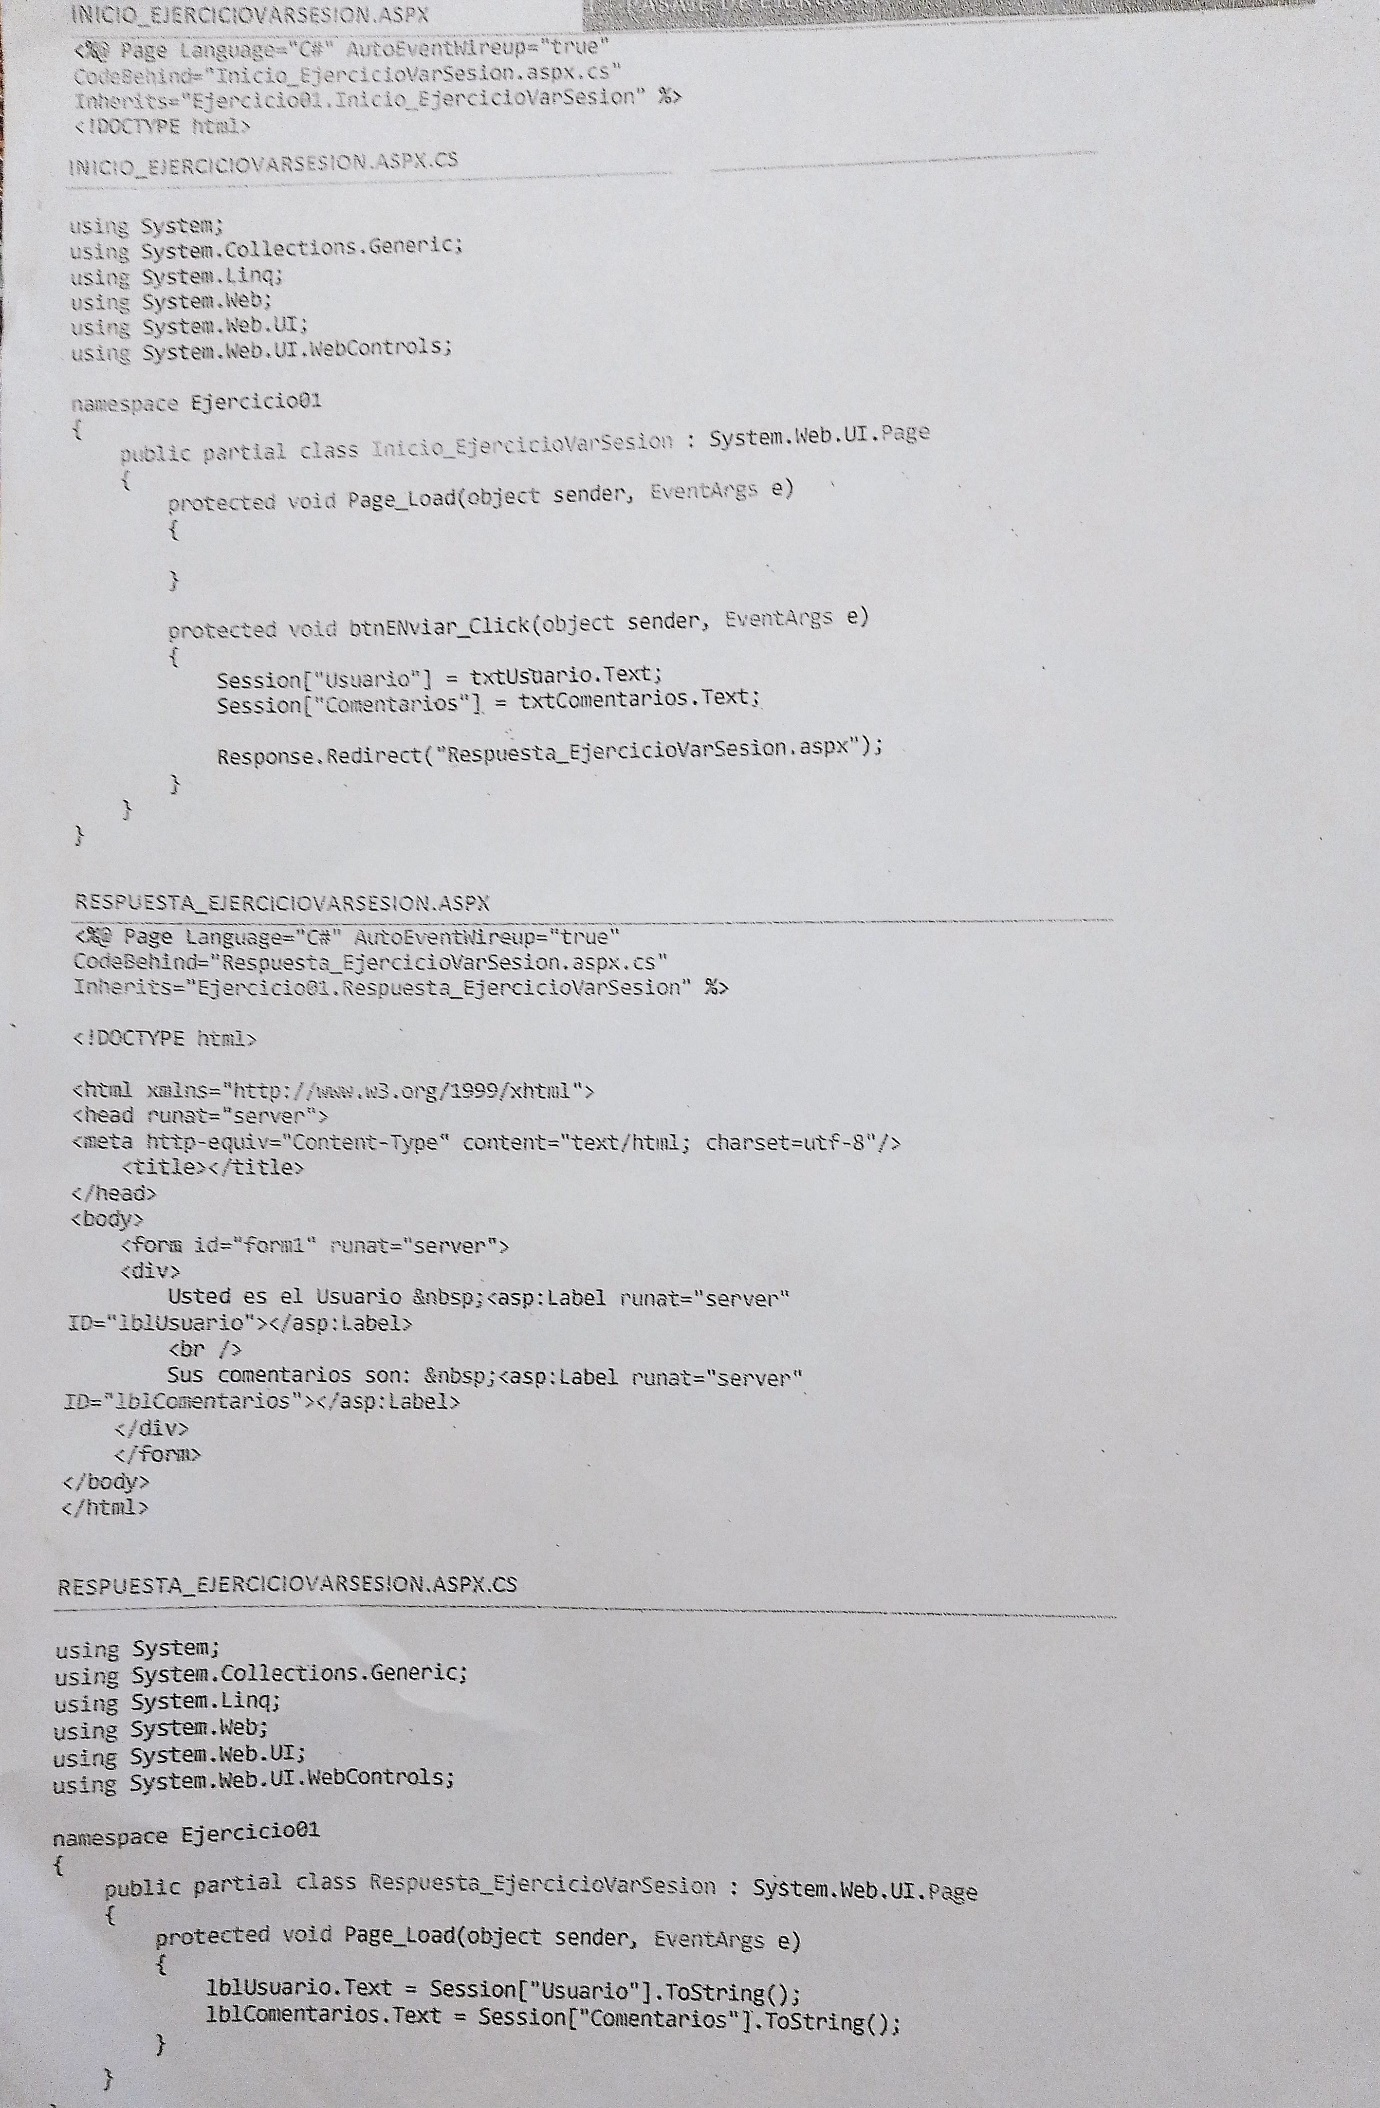 PASAJE DE EJERCI
INICIO_EJERCICIOVARSESION.ASPX
<%@ Page Language="C#" AutoEventWireup="true"
CodeBehind="Inicio_EjercicioVarSesion.aspx.cs"
Inherits="Ejercicio01.Inicio_EjercicioVarSesion" %>
<!DOCTYPE html>
INICIO_EJERCICIOVARSESION.ASPX.CS
using System;
using System.Collections.Generic;
using System.Linq;
using System.Web;
using System.Web.UI;
using System.Web.UI.WebControls;
namespace Ejercicio01
{
public partial class Inicio_EjercicioVarSesion : System.Web.UI.Page
{
protected void Page_Load(object sender, EventArgs e)
{
}
protected void btnENviar_Click(object sender, EventArgs e)
{
Session["Usuario"] = txtUsuario.Text;
Session["Comentarios"] = txtComentarios.Text;
Response.Redirect("Respuesta_EjercicioVarSesion.aspx");
}
}
}
RESPUESTA_EJERCICIOVARSESION.ASPX
<%@ Page Language="C#" AutoEventWireup="true"
CodeBehind="Respuesta_EjercicioVarSesion.aspx.cs"
Inherits="Ejercicio01.Respuesta_EjercicioVarSesion" %>
<!DOCTYPE html>
<html xmlns="http://www.w3.org/1999/xhtml">
<head runat="server">
<meta http-equiv="Content-Type" content="text/html; charset=utf-8"/>
<title></title>
</head>
<body>
<form id="form1" runat="server">
<div>
Usted es el Usuario &nbsp;<asp:Label runat="server"
ID="lblUsuario"></asp:Label>
<br />
Sus comentarios son: &nbsp;<asp:Label runat="server"
ID="lblComentarios"></asp:Label>
</div>
</form>
</body>
</html>
RESPUESTA_EJERCICIOVARSESION.ASPX.CS
using System;
using System.Collections.Generic;
using System.Linq;
using System.Web;
using System.Web.UI;
using System.Web.UI.WebControls;
namespace Ejercicio01
{
public partial class Respuesta_EjercicioVarSesion : System.Web.UI.Page
{
protected void Page_Load(object sender, EventArgs e)
{
lblUsuario.Text = Session["Usuario"].ToString();
lblComentarios.Text = Session["Comentarios"].ToString();
}
}